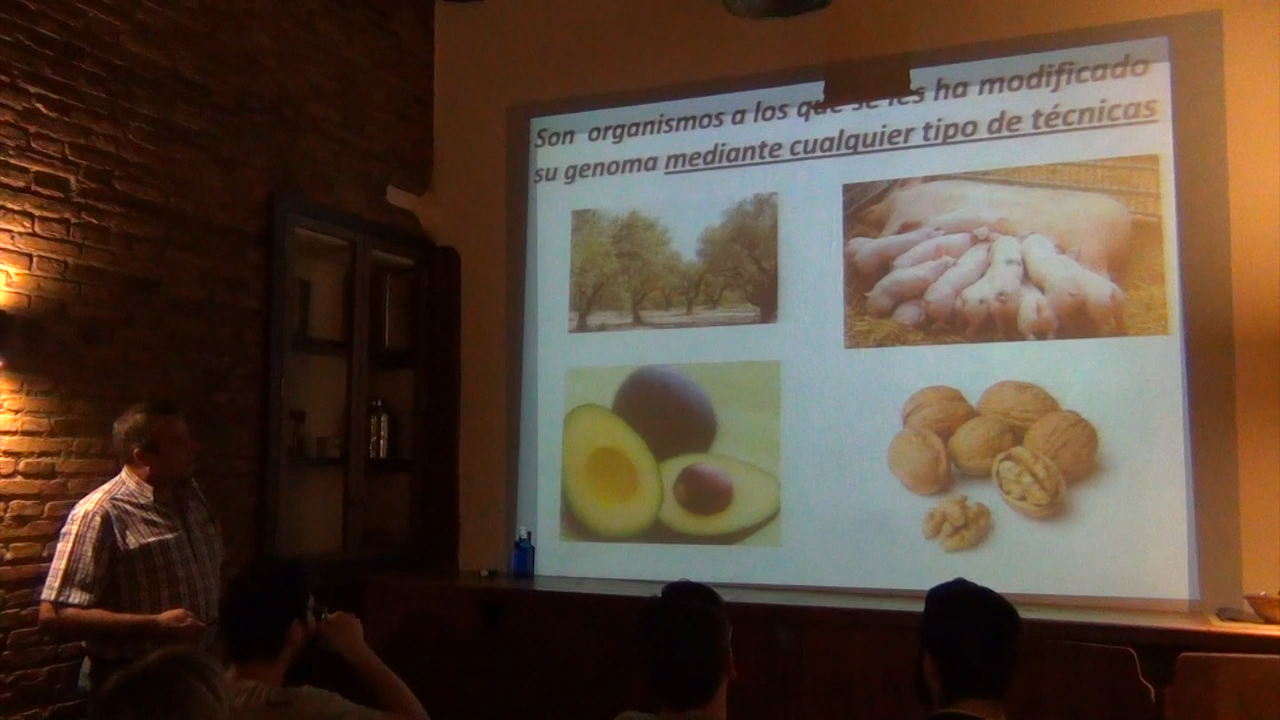 Son organismos a los que se les ha modificado
su genoma mediante cualquier tipo de técnicas